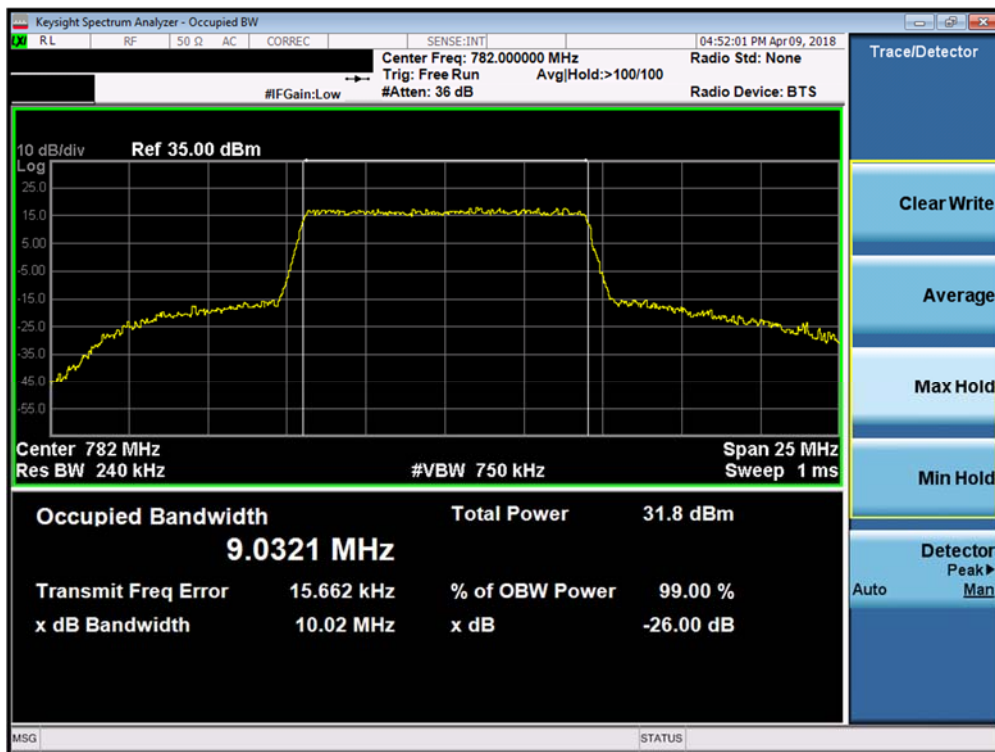 Keysight Spectrum Analyzer - Occupied BW
LXI RL RF 50 Ω AC CORREC SENSE:INT 04:52:01 PM Apr 09, 2018
Center Freq: 782.000000 MHz Radio Std: None
Trig: Free Run Avg|Hold:>100/100
#IFGain:Low #Atten: 36 dB Radio Device: BTS
10 dB/div Ref 35.00 dBm
Log
25.0
15.0
5.00
-5.00
-15.0
-25.0
-35.0
-45.0
-55.0
Center 782 MHz Span 25 MHz
Res BW 240 kHz #VBW 750 kHz Sweep 1 ms
Occupied Bandwidth Total Power 31.8 dBm
9.0321 MHz
Transmit Freq Error 15.662 kHz % of OBW Power 99.00 %
x dB Bandwidth 10.02 MHz x dB -26.00 dB
MSG STATUS
Trace/Detector
Clear Write
Average
Max Hold
Min Hold
Detector
Peak▶
Auto Man